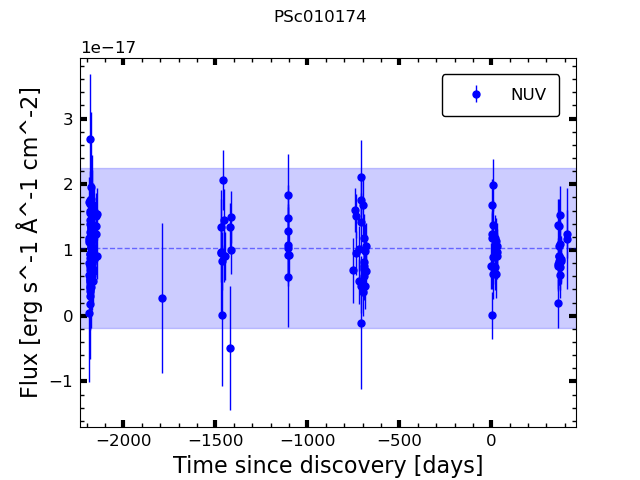 PSc010174
1e−17
NUV
3
2
1
0
−1
Flux [erg s^-1 Å^-1 cm^-2]
−2000
−1500
−1000
−500
0
Time since discovery [days]